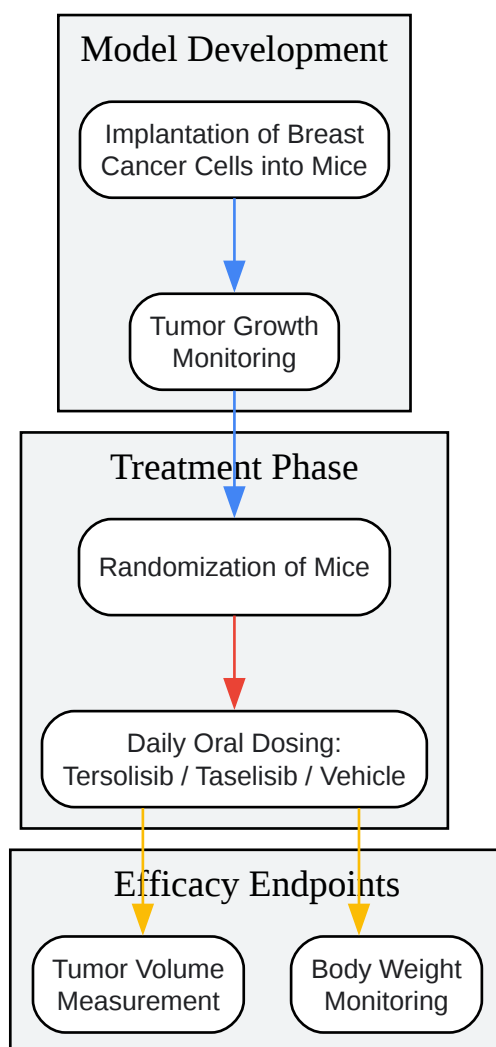 Model Development
Implantation of Breast
Cancer Cells into Mice
Tumor Growth
Monitoring
Treatment Phase
Randomization of Mice
Daily Oral Dosing:
Tersolisib / Taselisib / Vehicle
Efficacy Endpoints
Tumor Volume
Measurement
Body Weight
Monitoring